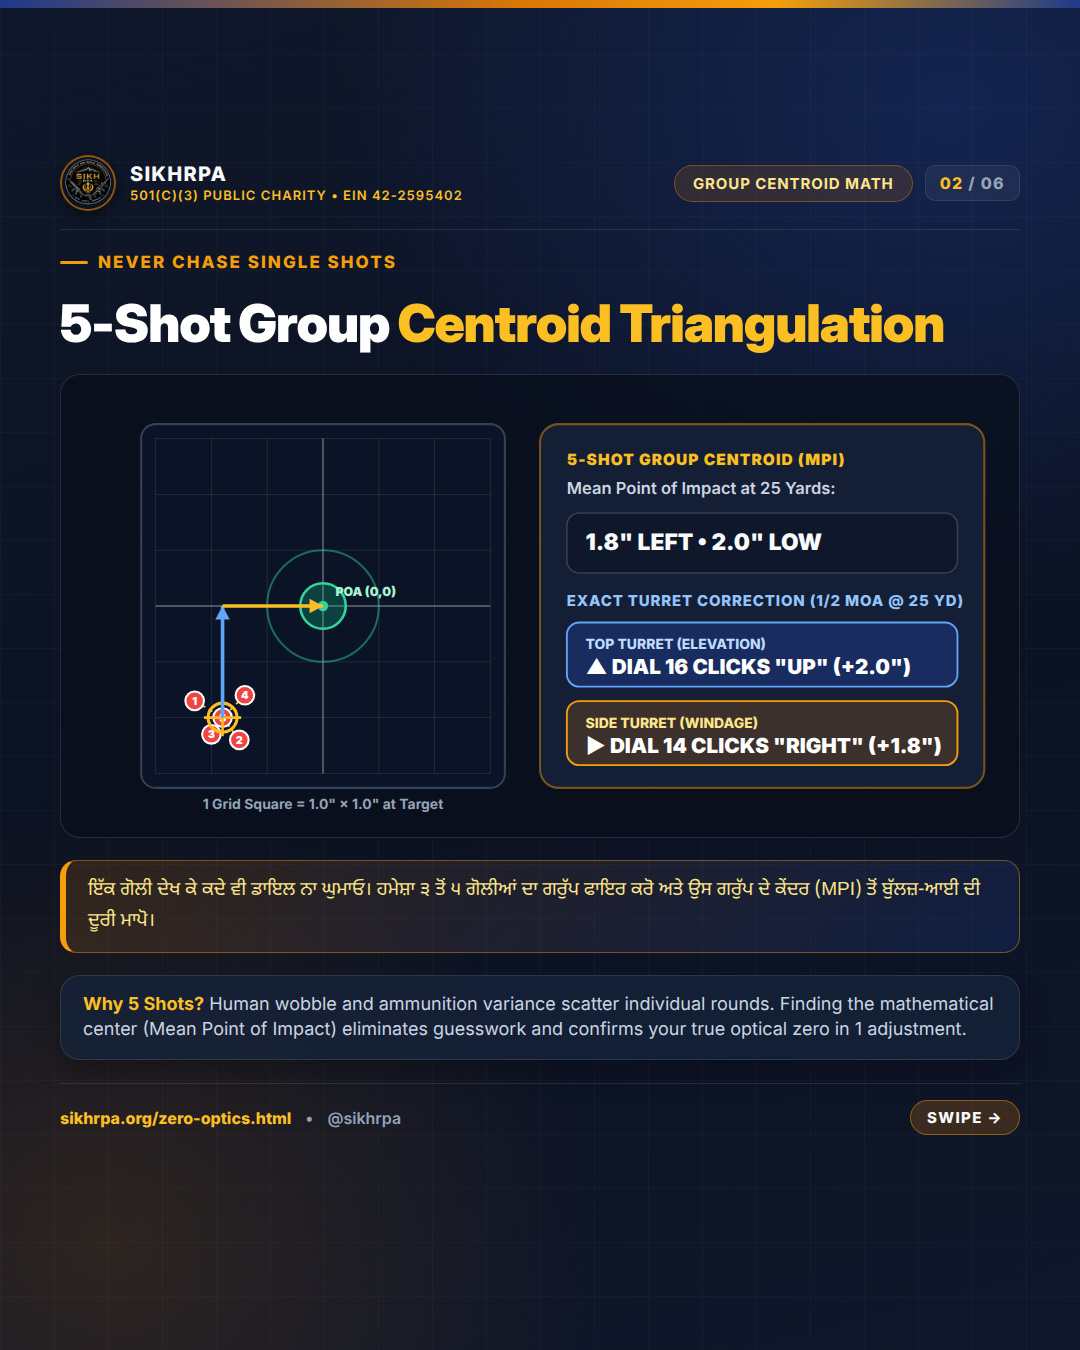 SIKH
SIKHRPA
501(C)(3) PUBLIC CHARITY • EIN 42-2595402
GROUP CENTROID MATH
02 / 06
NEVER CHASE SINGLE SHOTS
5-Shot Group Centroid Triangulation
POA (0,0)
1
4
3
2
1 Grid Square = 1.0" × 1.0" at Target
5-SHOT GROUP CENTROID (MPI)
Mean Point of Impact at 25 Yards:
1.8" LEFT • 2.0" LOW
EXACT TURRET CORRECTION (1/2 MOA @ 25 YD)
TOP TURRET (ELEVATION)
▲ DIAL 16 CLICKS "UP" (+2.0")
SIDE TURRET (WINDAGE)
▶ DIAL 14 CLICKS "RIGHT" (+1.8")
ਇੱਕ ਗੋਲੀ ਦੇਖ ਕੇ ਕਦੇ ਵੀ ਡਾਇਲ ਨਾ ਘੁਮਾਓ। ਹਮੇਸ਼ਾ ੩ ਤੋਂ ੫ ਗੋਲੀਆਂ ਦਾ ਗਰੁੱਪ ਫਾਇਰ ਕਰੋ ਅਤੇ ਉਸ ਗਰੁੱਪ ਦੇ ਕੇਂਦਰ (MPI) ਤੋਂ ਬੁੱਲਜ਼-ਆਈ ਦੀ
ਦੂਰੀ ਮਾਪੋ।
Why 5 Shots? Human wobble and ammunition variance scatter individual rounds. Finding the mathematical
center (Mean Point of Impact) eliminates guesswork and confirms your true optical zero in 1 adjustment.
sikhrpa.org/zero-optics.html • @sikhrpa
SWIPE →